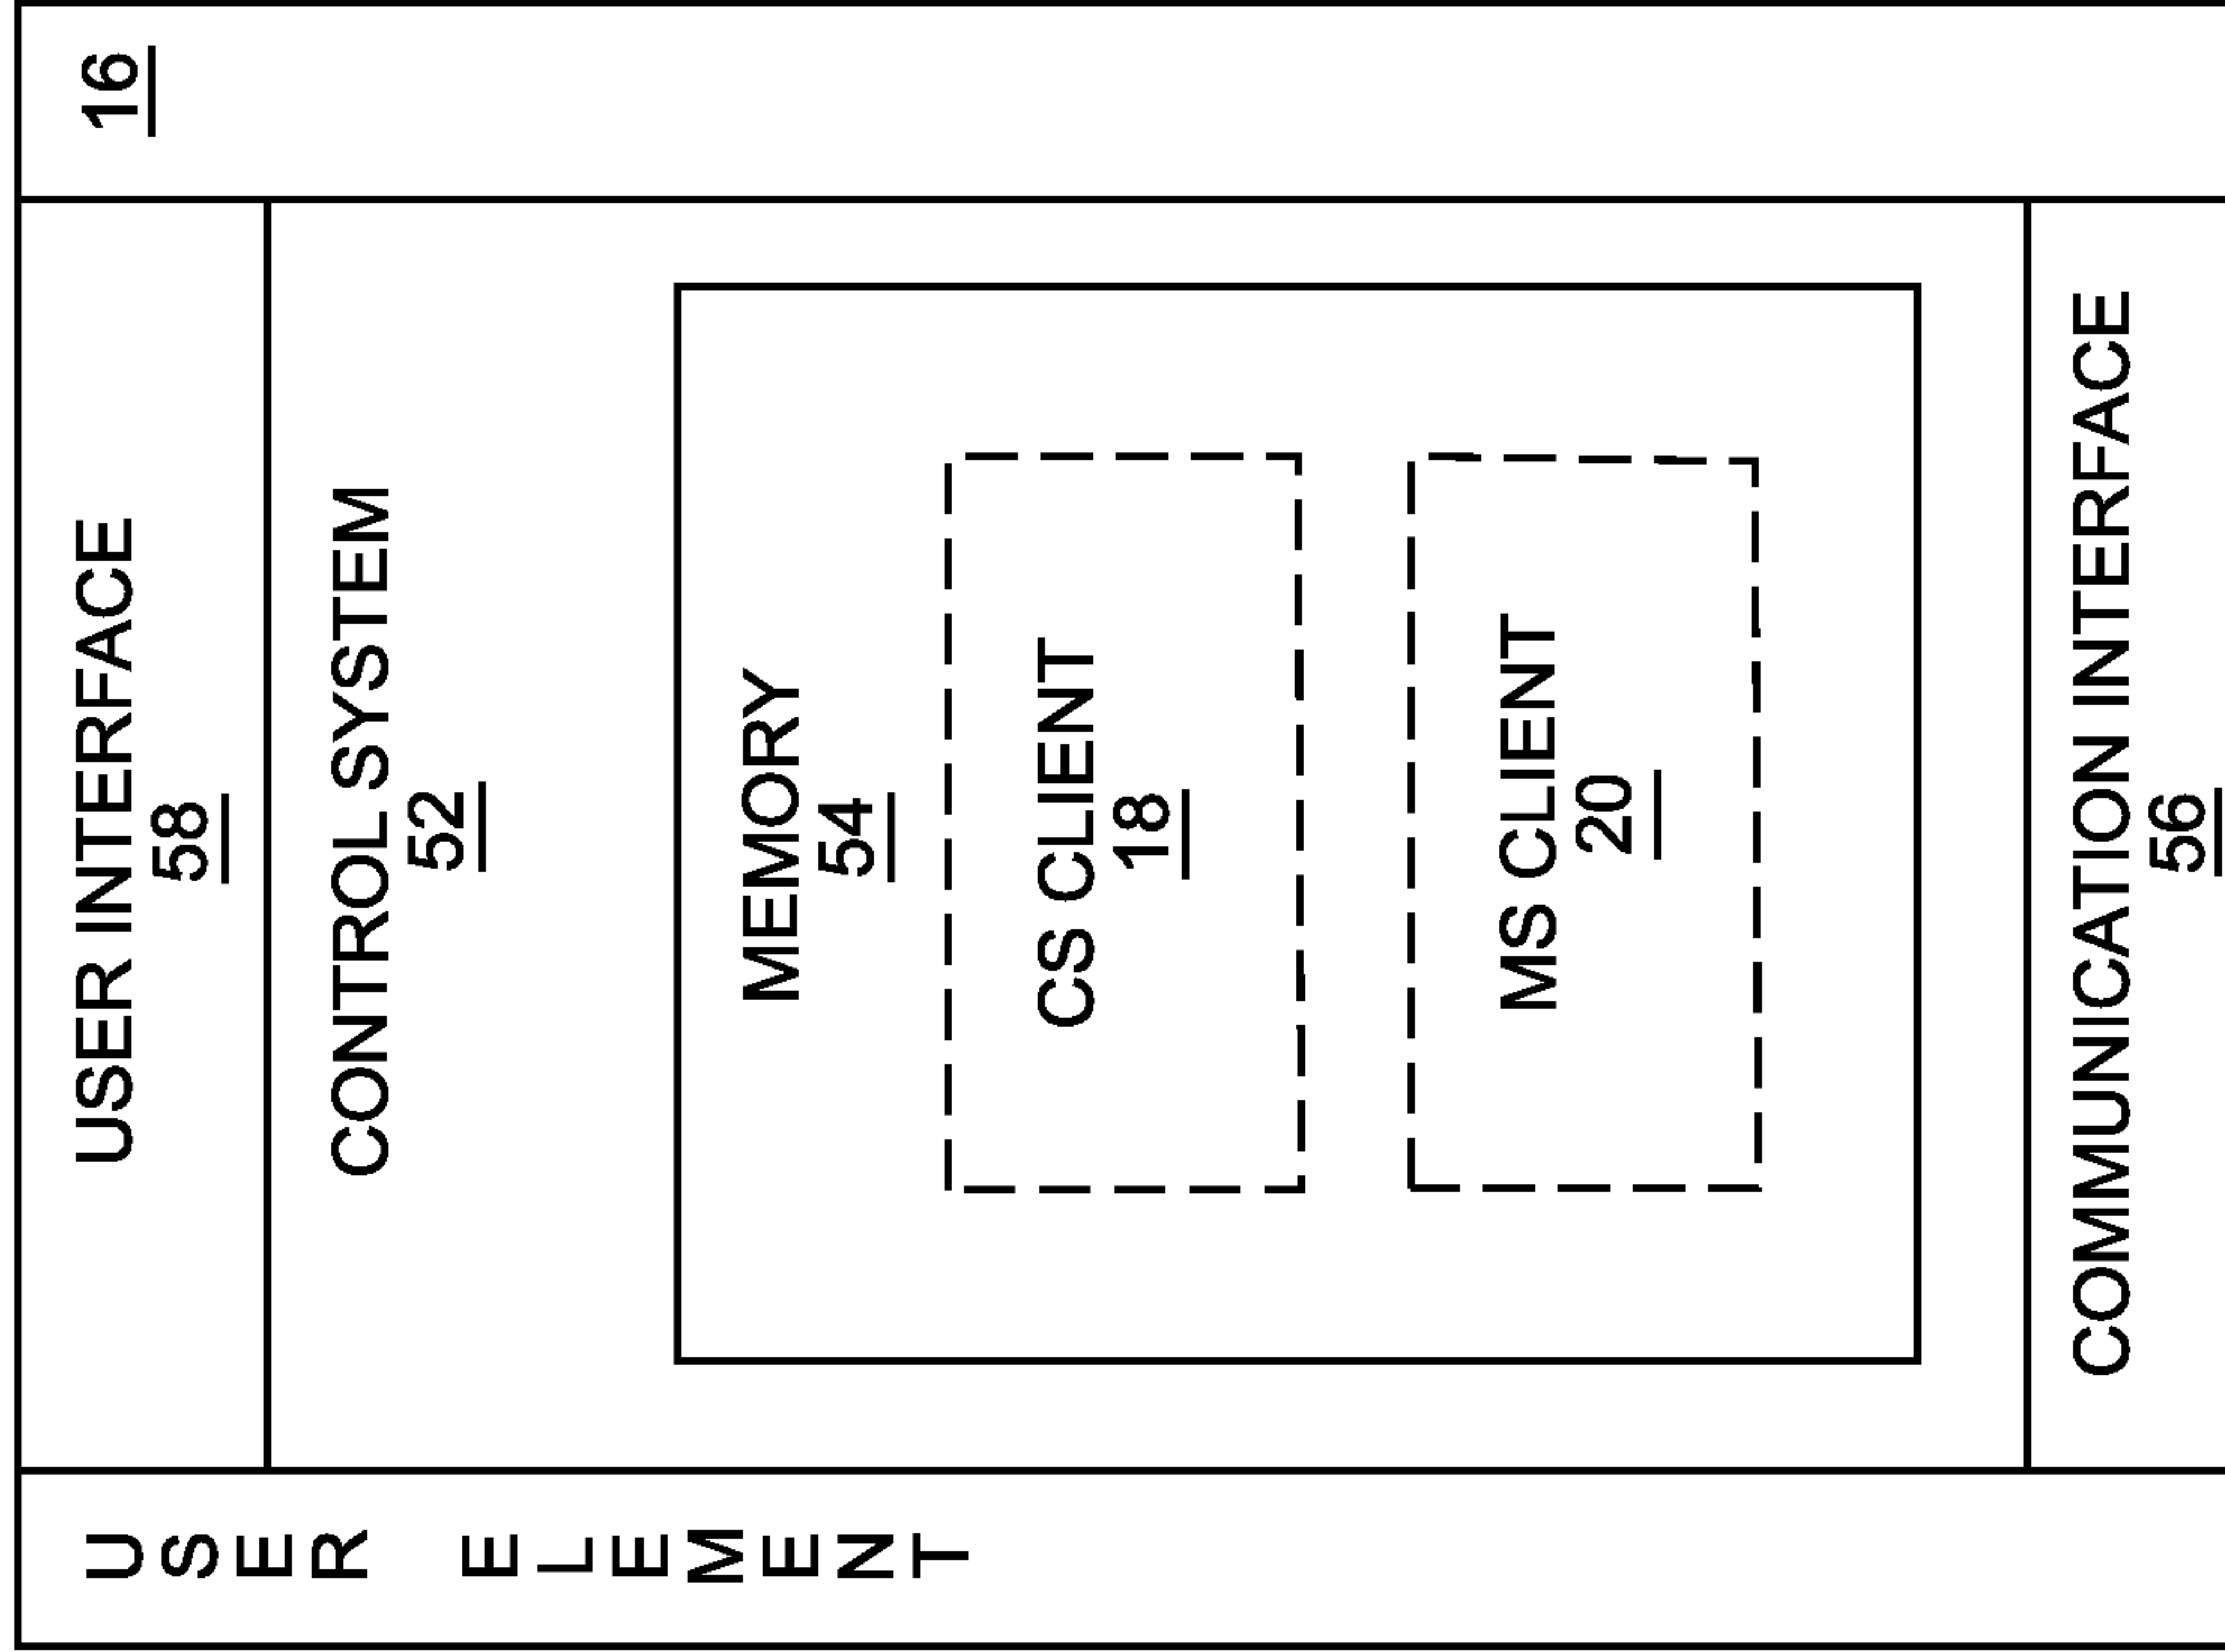 USER ELEMENT
16
USER INTERFACE
58
CONTROL SYSTEM
52
MEMORY
54
CS CLIENT
18
MS CLIENT
20
COMMUNICATION INTERFACE
56